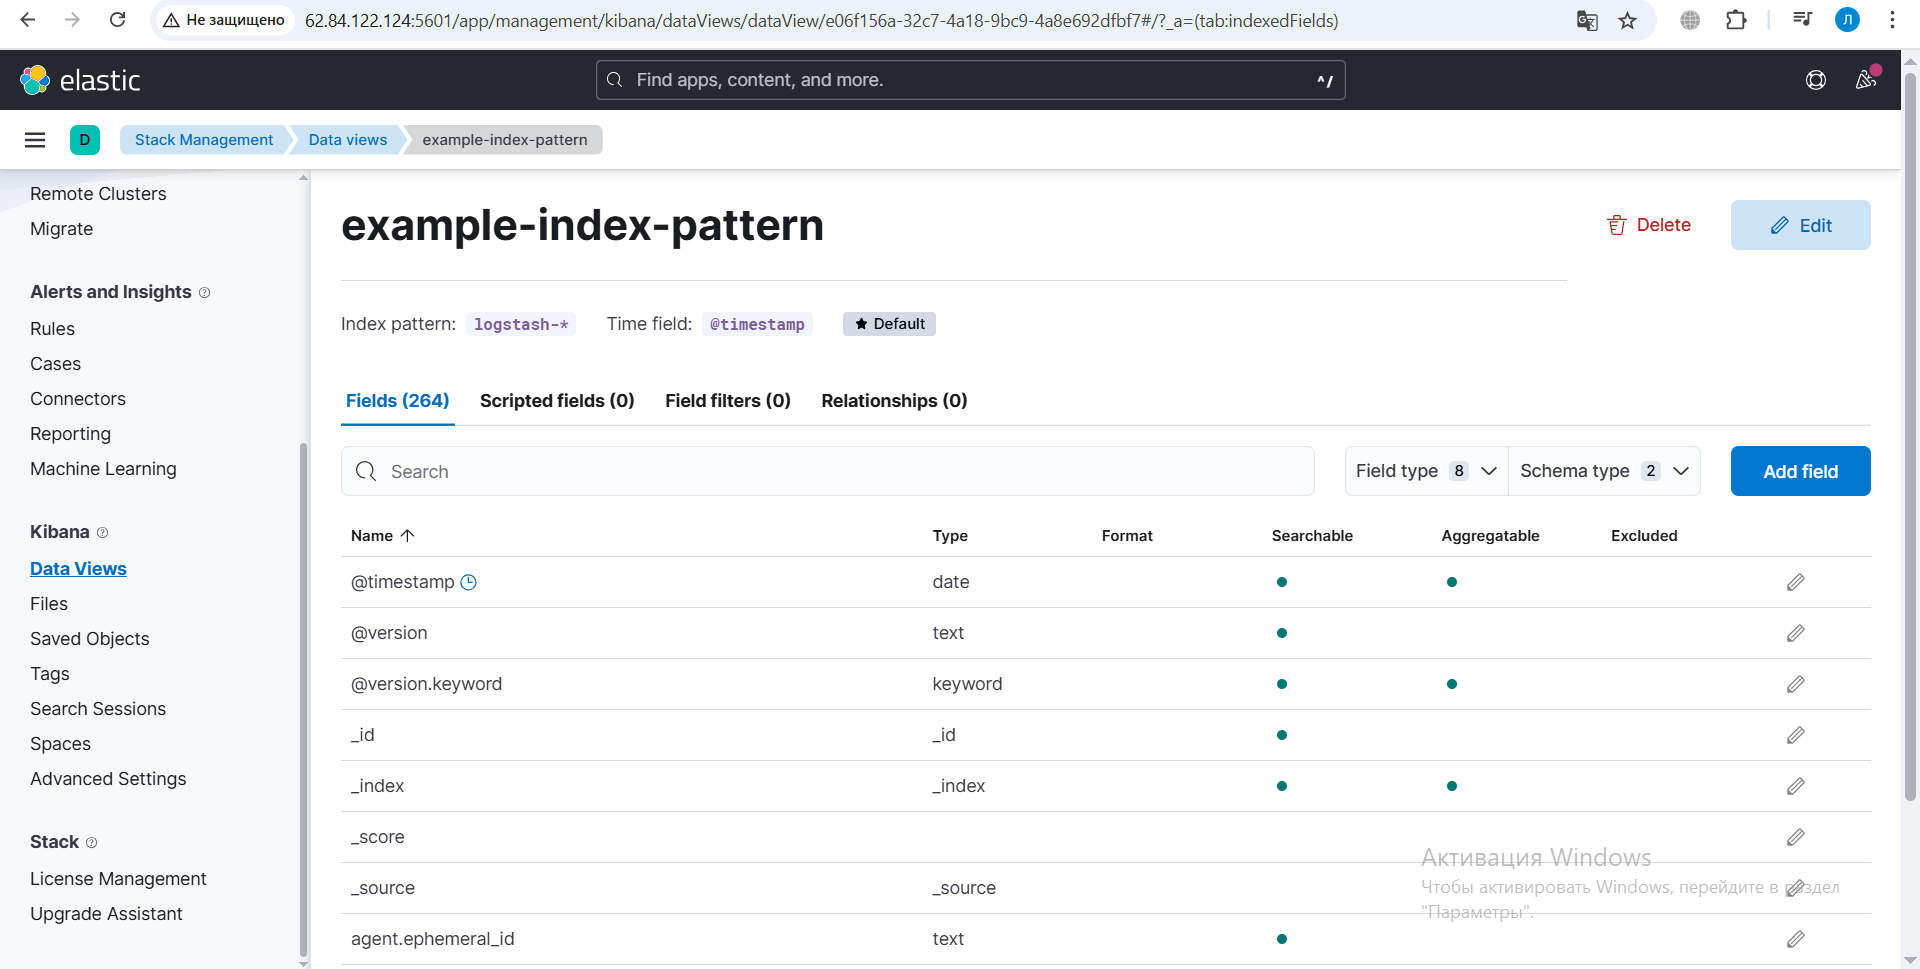 Не защищено
62.84.122.124:5601/app/management/kibana/dataViews/dataView/e06f156a-32c7-4a18-9bc9-4a8e692dfbf7#/?_a=(tab:indexedFields)
Л
elastic
Find apps, content, and more.
^/
D
Stack Management
Data views
example-index-pattern
Remote Clusters
Migrate
Alerts and Insights
Rules
Cases
Connectors
Reporting
Machine Learning
Kibana
Data Views
Files
Saved Objects
Tags
Search Sessions
Spaces
Advanced Settings
Stack
License Management
Upgrade Assistant
example-index-pattern
Delete
Edit
Index pattern: logstash-* Time field: @timestamp Default
Fields (264) Scripted fields (0) Field filters (0) Relationships (0)
Search
Field type 8
Schema type 2
Add field
Name Type Format Searchable Aggregatable Excluded
@timestamp date
@version text
@version.keyword keyword
_id _id
_index _index
_score
_source _source
agent.ephemeral_id text
Активация Windows
Чтобы активировать Windows, перейдите в раздел
"Параметры".